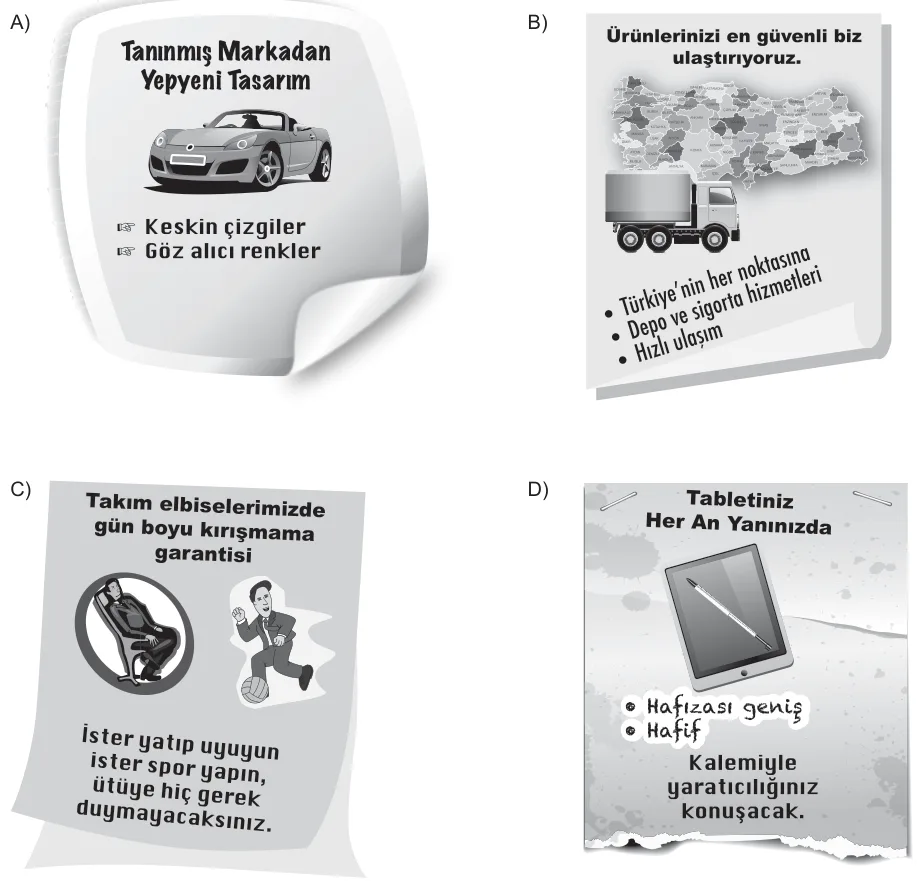 A)
Tanınmış Markadan
Yepyeni Tasarım
☞ Keskin çizgiler
☞ Göz alıcı renkler
B)
Ürünlerinizi en güvenli biz
ulaştırıyoruz.
• Türkiye'nin her noktasına
• Depo ve sigorta hizmetleri
• Hızlı ulaşım
C)
Takım elbiselerimizde
gün boyu kırışmama
garantisi
İster yatıp uyuyun
ister spor yapın,
ütüye hiç gerek
duymayacaksınız.
D)
Tabletiniz
Her An Yanınızda
• Hafızası geniş
• Hafif
Kalemiyle
yaratıcılığınız
konuşacak.